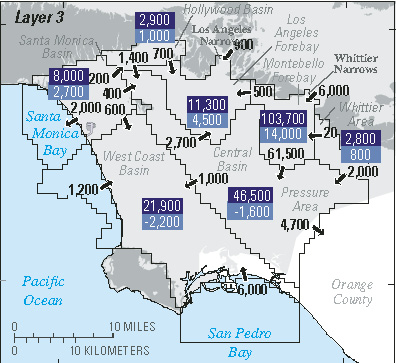 Layer 3
2,900
1,000
Hollywood Basin
Los Angeles
Narrows
Los
Angeles
Forebay
Santa Monica
Basin
1,400
700
600
Montebello
Forebay
Whittier
Narrows
8,000
2,700
200
400
500
6,000
2,000
600
11,300
4,500
103,700
14,000
Whittier
Area
20
2,800
800
Santa
Monica
Bay
2,700
West Coast
Basin
Central
Basin
61,500
2,000
1,200
1,000
21,900
-2,200
46,500
-1,600
Pressure
Area
4,700
Pacific
Ocean
6,000
Orange
County
0
10 MILES
0
10 KILOMETERS
San Pedro
Bay